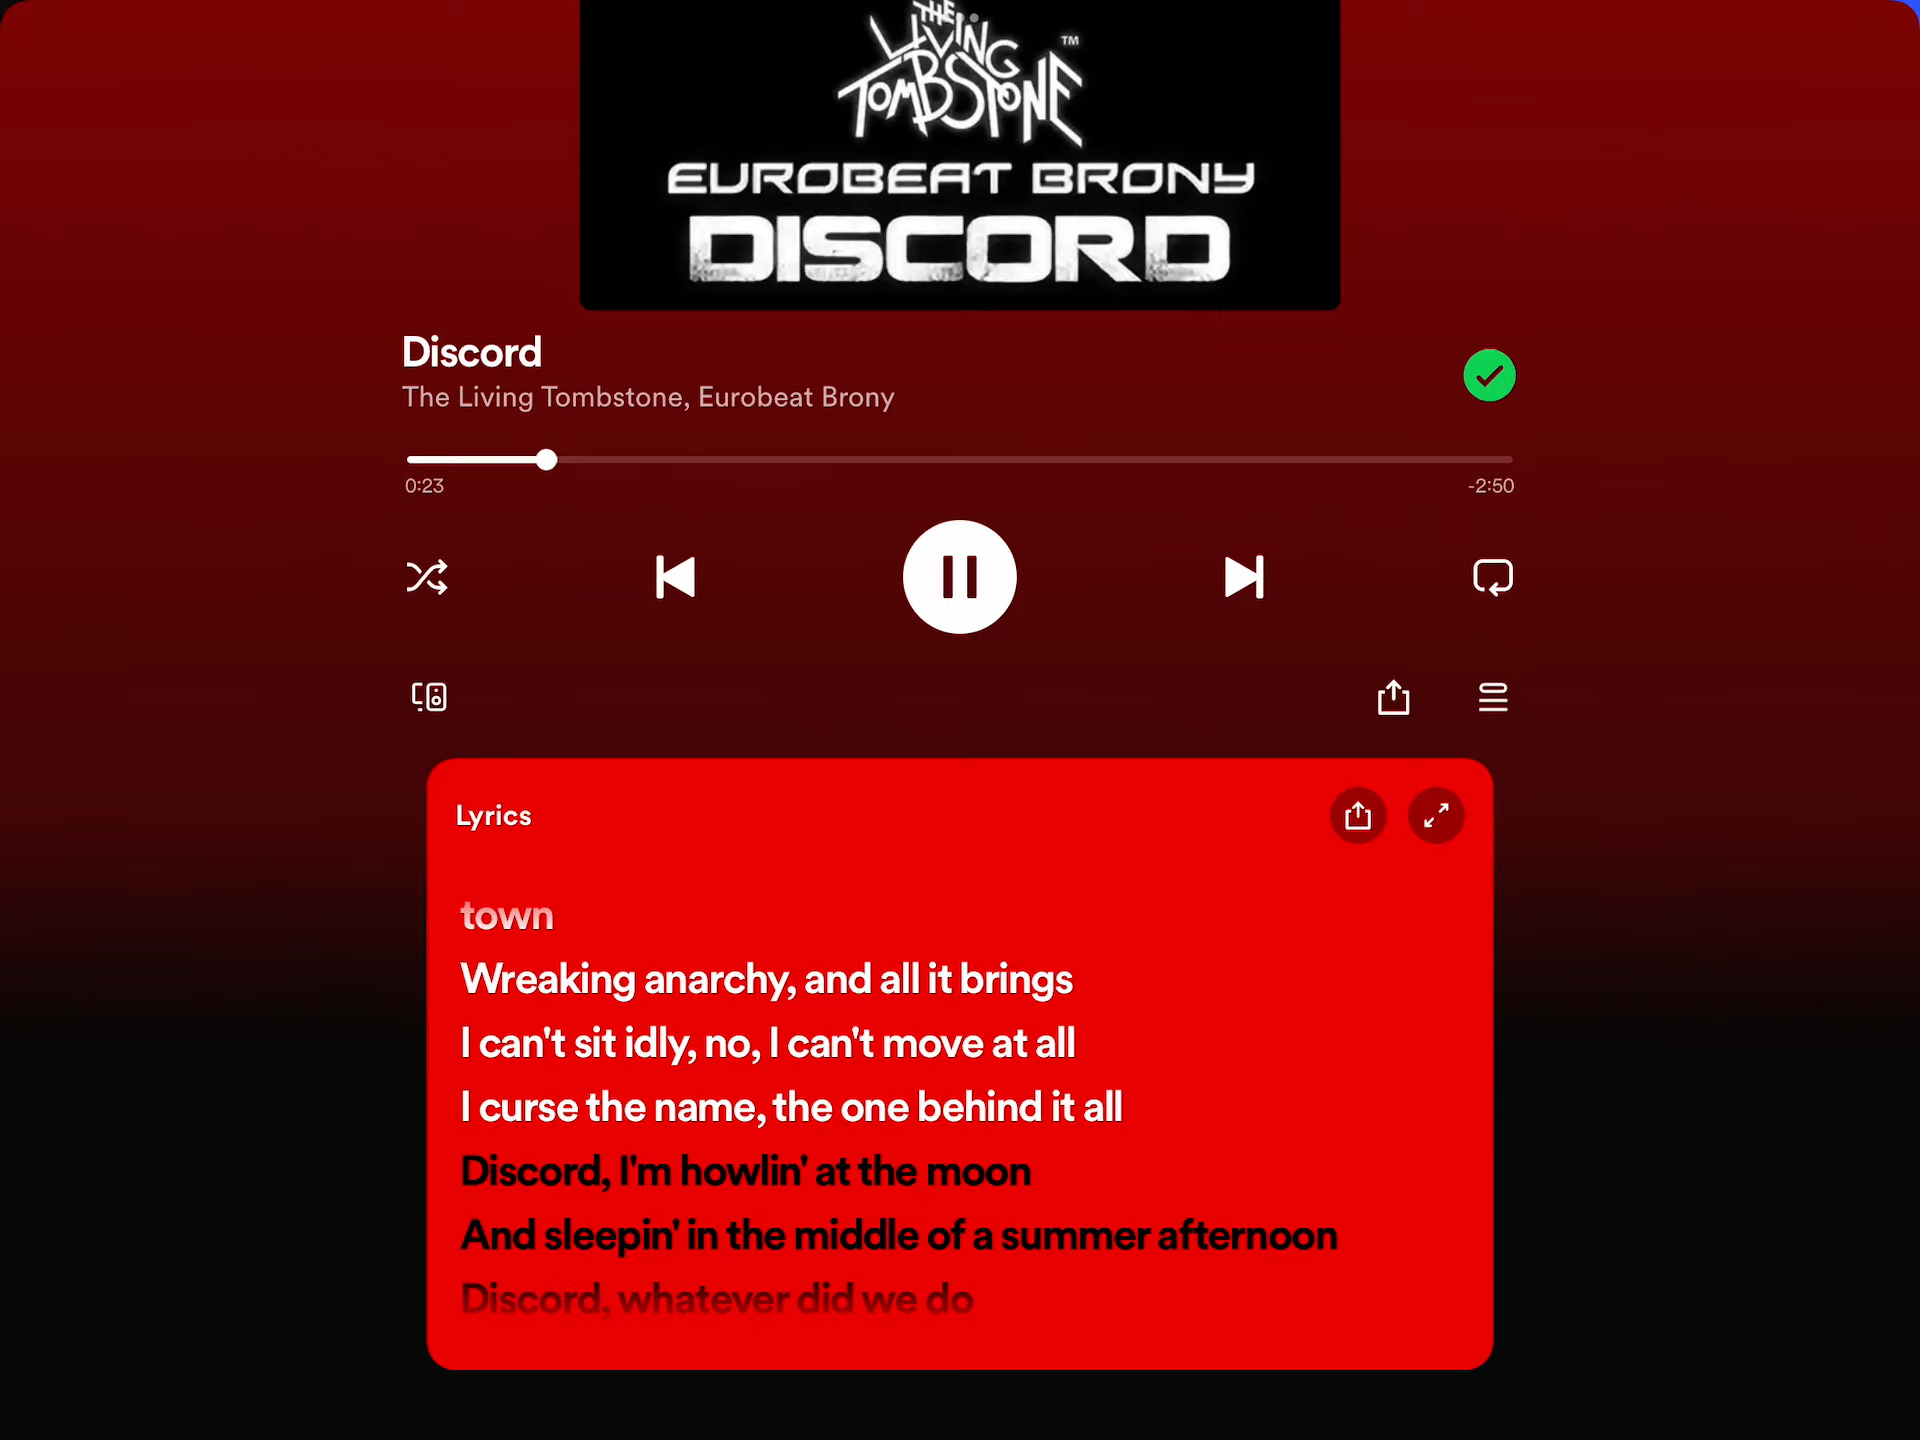 THE
LIVING
TOMBSTONE
TM
EUROBEAT BRONY
DISCORD
Discord
The Living Tombstone, Eurobeat Brony
0:23
-2:50
Lyrics
town
Wreaking anarchy, and all it brings
I can't sit idly, no, I can't move at all
I curse the name, the one behind it all
Discord, I'm howlin' at the moon
And sleepin' in the middle of a summer afternoon
Discord, whatever did we do